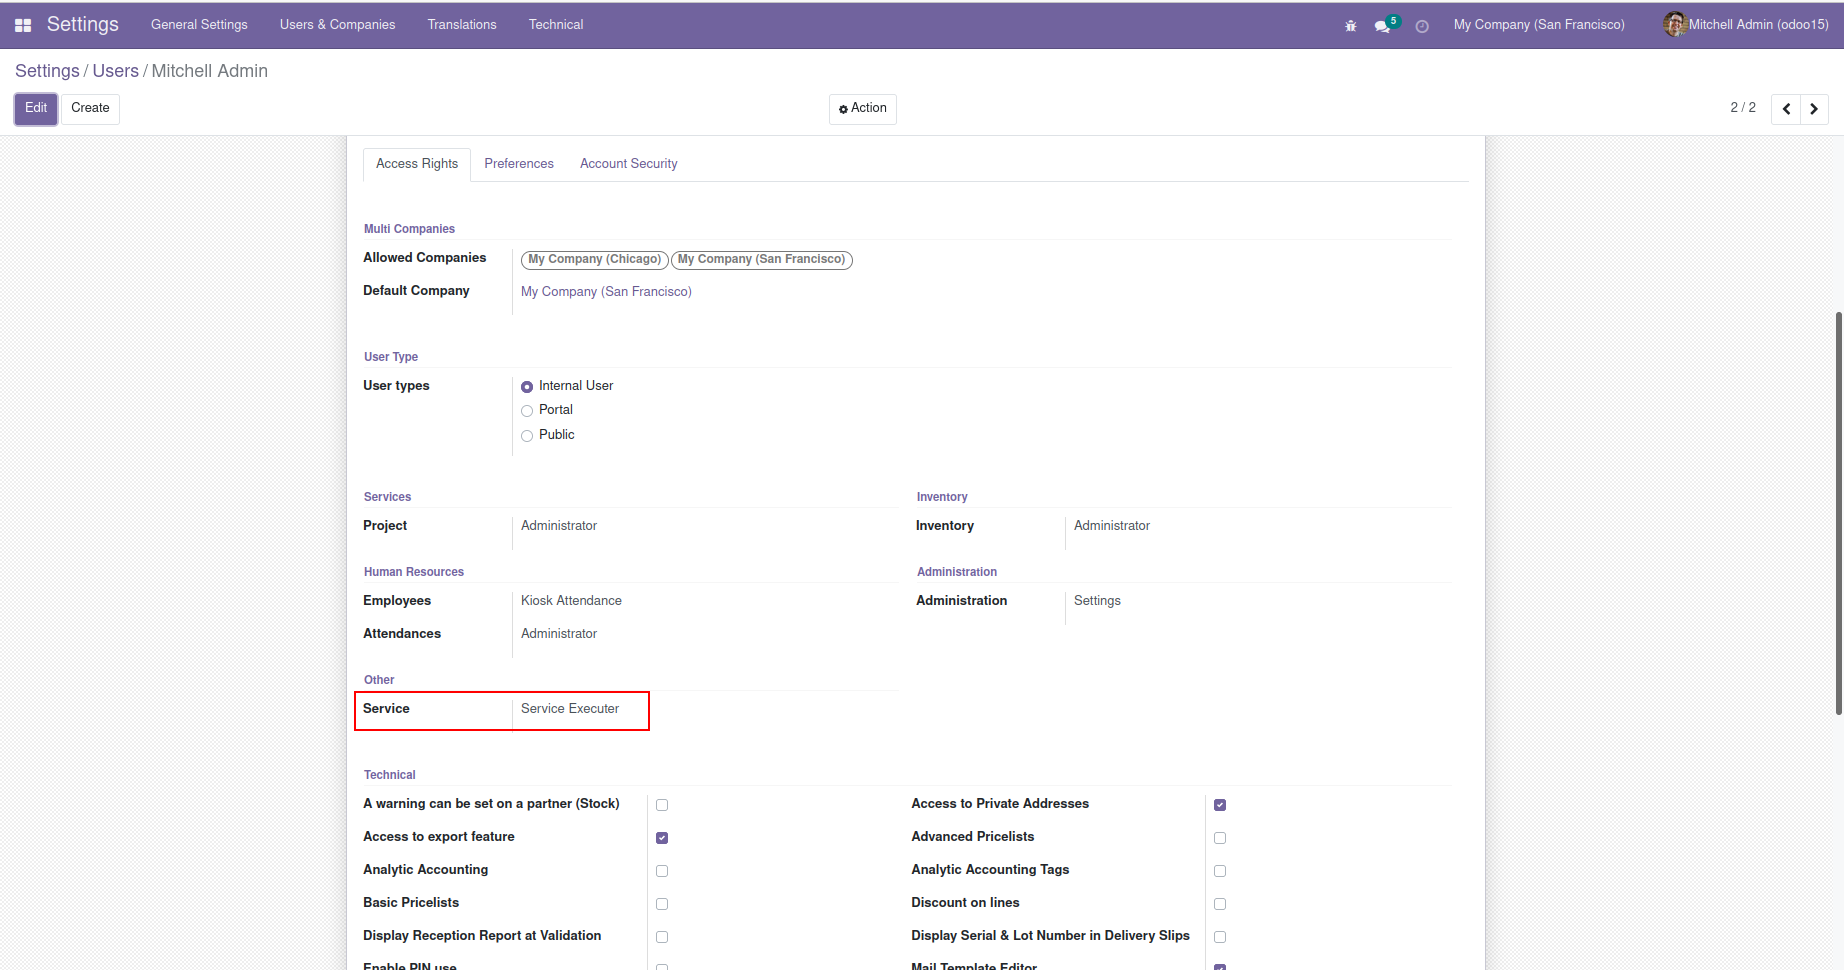 Settings General Settings Users & Companies Translations Technical 5 My Company (San Francisco) Mitchell Admin (odoo15)
Settings / Users / Mitchell Admin
Edit Create Action 2 / 2
Access Rights Preferences Account Security
Multi Companies
Allowed Companies My Company (Chicago) My Company (San Francisco)
Default Company My Company (San Francisco)
User Type
User types Internal User
Portal
Public
Services Inventory
Project Administrator Inventory Administrator
Human Resources Administration
Employees Kiosk Attendance Administration Settings
Attendances Administrator
Other
Service Service Executer
Technical
A warning can be set on a partner (Stock) Access to Private Addresses
Access to export feature Advanced Pricelists
Analytic Accounting Analytic Accounting Tags
Basic Pricelists Discount on lines
Display Reception Report at Validation Display Serial & Lot Number in Delivery Slips
Enable PIN use Mail Template Editor